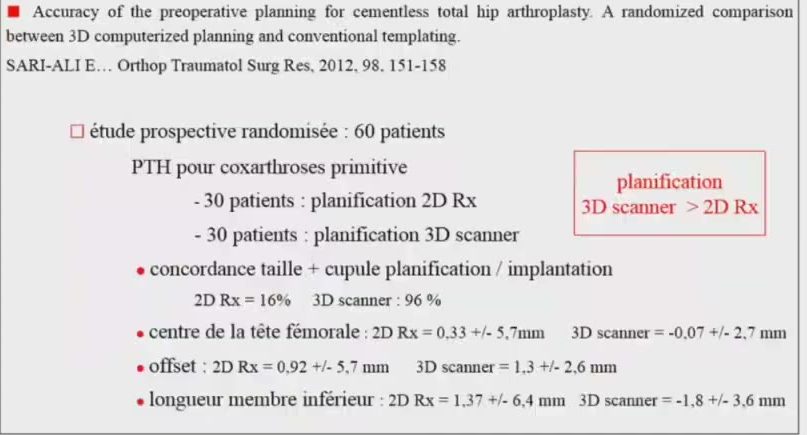 Accuracy of the preoperative planning for cementless total hip arthroplasty. A randomized comparison
between 3D computerized planning and conventional templating.
SARI-ALI E… Orthop Traumatol Surg Res, 2012, 98. 151-158
étude prospective randomisée : 60 patients
PTH pour coxarthroses primitive
- 30 patients : planification 2D Rx
- 30 patients : planification 3D scanner
planification
3D scanner > 2D Rx
• concordance taille + cupule planification / implantation
2D Rx = 16% 3D scanner : 96 %
• centre de la tête fémorale : 2D Rx = 0,33 +/- 5,7mm 3D scanner = -0,07 +/- 2,7 mm
• offset : 2D Rx = 0,92 +/- 5,7 mm 3D scanner = 1,3 +/- 2,6 mm
• longueur membre inférieur : 2D Rx = 1,37 +/- 6,4 mm 3D scanner = -1,8 +/- 3,6 mm